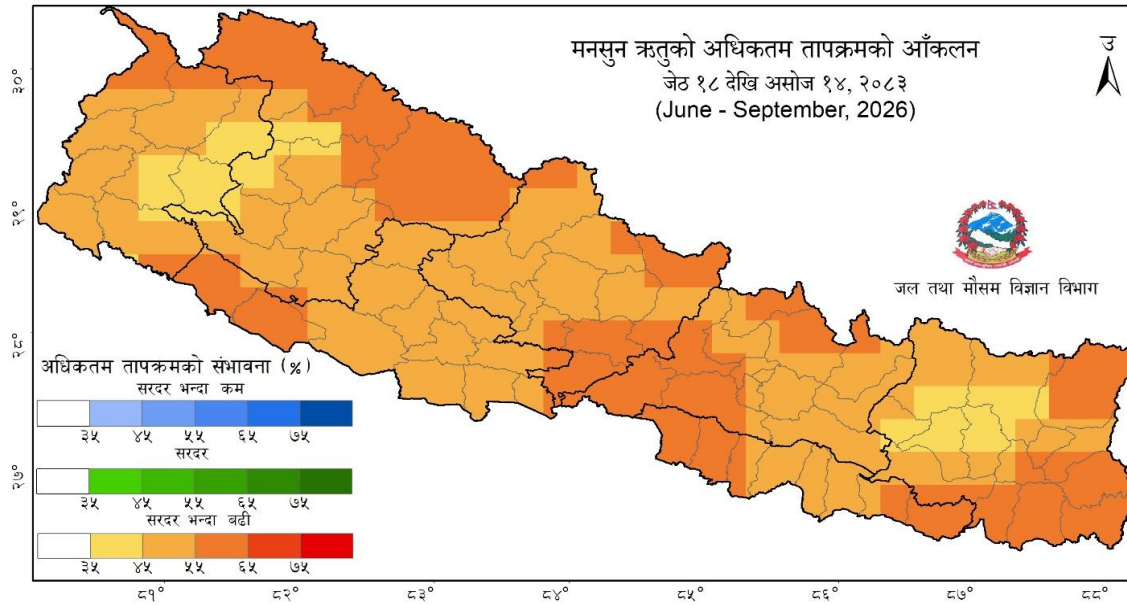 मनसुन ऋतुको अधिकतम तापक्रमको आँकलन
जेठ १८ देखि असोज १४, २०८३
(June - September, 2026)
उ
जल तथा मौसम विज्ञान विभाग
अधिकतम तापक्रमको संभावना (%)
सरदर भन्दा कम
३५ ४५ ५५ ६५ ७५
सरदर
३५ ४५ ५५ ६५ ७५
सरदर भन्दा बढी
३५ ४५ ५५ ६५ ७५
३०°
२९°
२८°
२७°
८१° ८२° ८३° ८४° ८५° ८६° ८७° ८८°